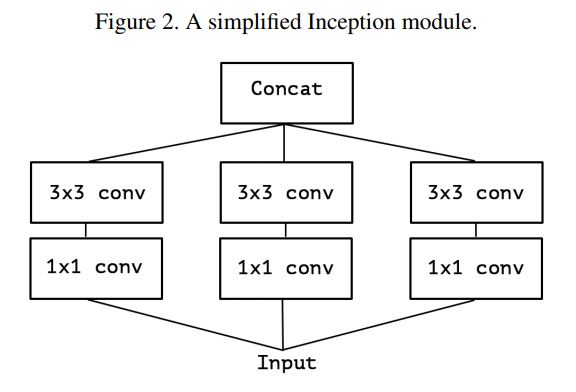 Figure 2. A simplified Inception module.
Concat
3x3 conv 3x3 conv 3x3 conv
1x1 conv 1x1 conv 1x1 conv
Input